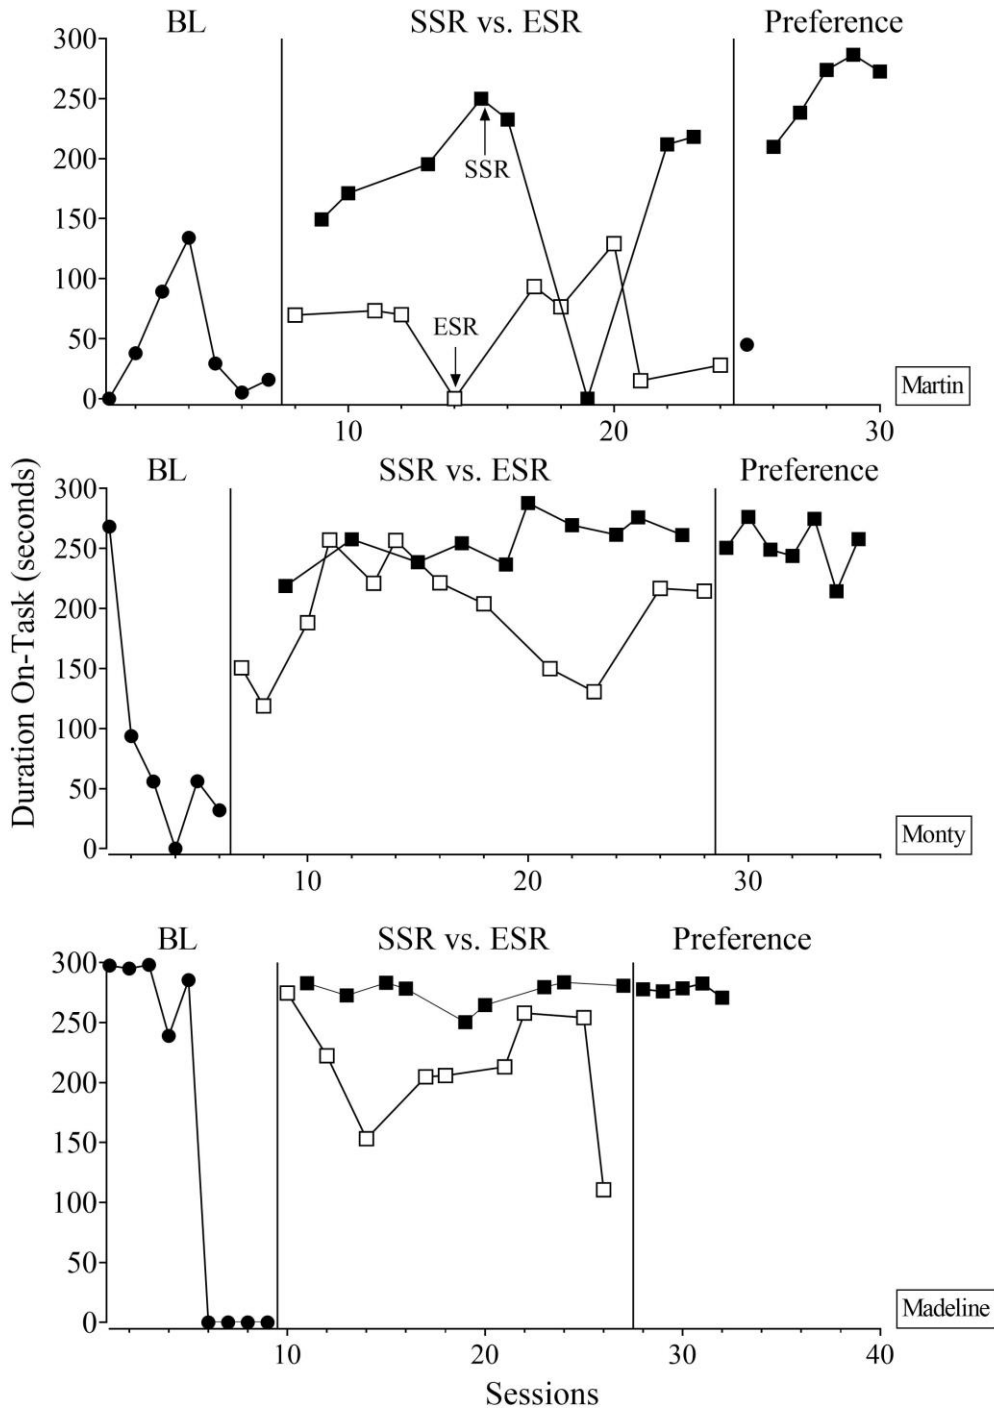 BL SSR vs. ESR Preference
300
250
200
150
100
50
0
SSR
ESR
10 20 30
Martin
BL SSR vs. ESR Preference
300
250
200
150
100
50
0
10 20 30
Monty
Duration On-Task (seconds)
BL SSR vs. ESR Preference
300
250
200
150
100
50
0
10 20 30 40
Madeline
Sessions